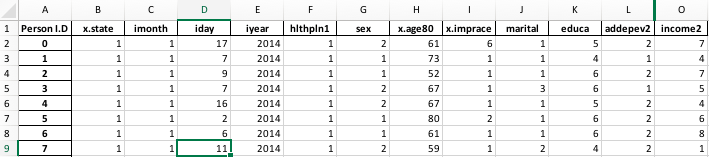 A B C D E F G H I J K L O
1 Person I.D x.state imonth iday iyear hlthpln1 sex x.age80 x.imprace marital educa addepev2 income2
2 0 1 1 17 2014 1 2 61 6 1 5 2 7
3 1 1 1 7 2014 1 1 73 1 1 4 1 4
4 2 1 1 9 2014 1 1 52 1 1 6 2 7
5 3 1 1 7 2014 1 2 67 1 3 6 1 5
6 4 1 1 16 2014 1 2 67 1 1 5 2 4
7 5 1 1 2 2014 1 1 80 2 1 6 2 6
8 6 1 1 6 2014 1 1 61 1 1 6 2 8
9 7 1 1 11 2014 1 2 59 1 2 4 2 1